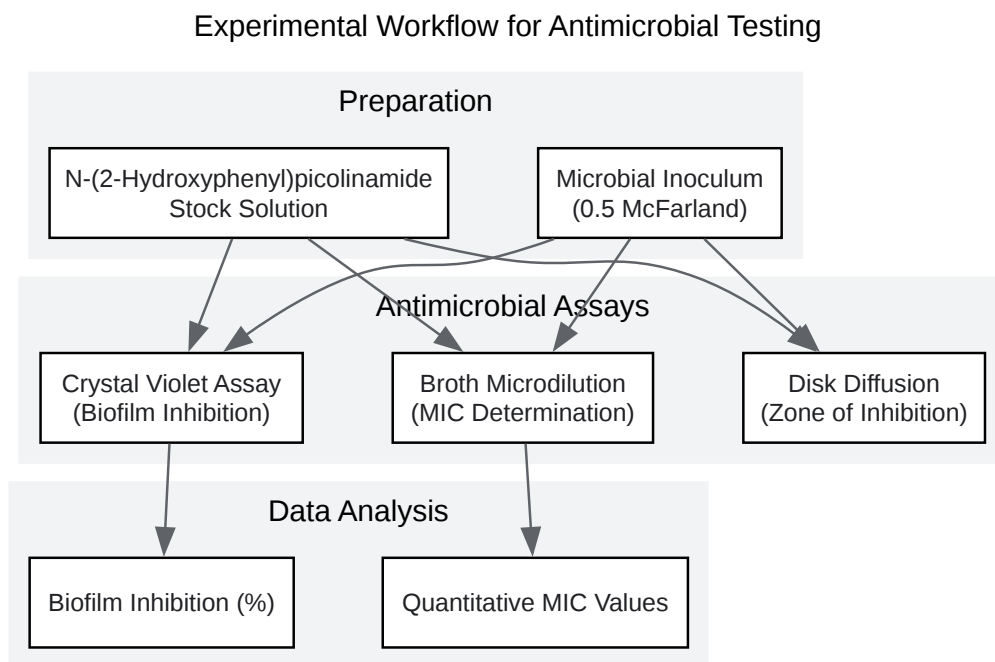 Experimental Workflow for Antimicrobial Testing
Preparation
N-(2-Hydroxyphenyl)picolinamide
Stock Solution
Microbial Inoculum
(0.5 McFarland)
Antimicrobial Assays
Crystal Violet Assay
(Biofilm Inhibition)
Broth Microdilution
(MIC Determination)
Disk Diffusion
(Zone of Inhibition)
Data Analysis
Biofilm Inhibition (%)
Quantitative MIC Values